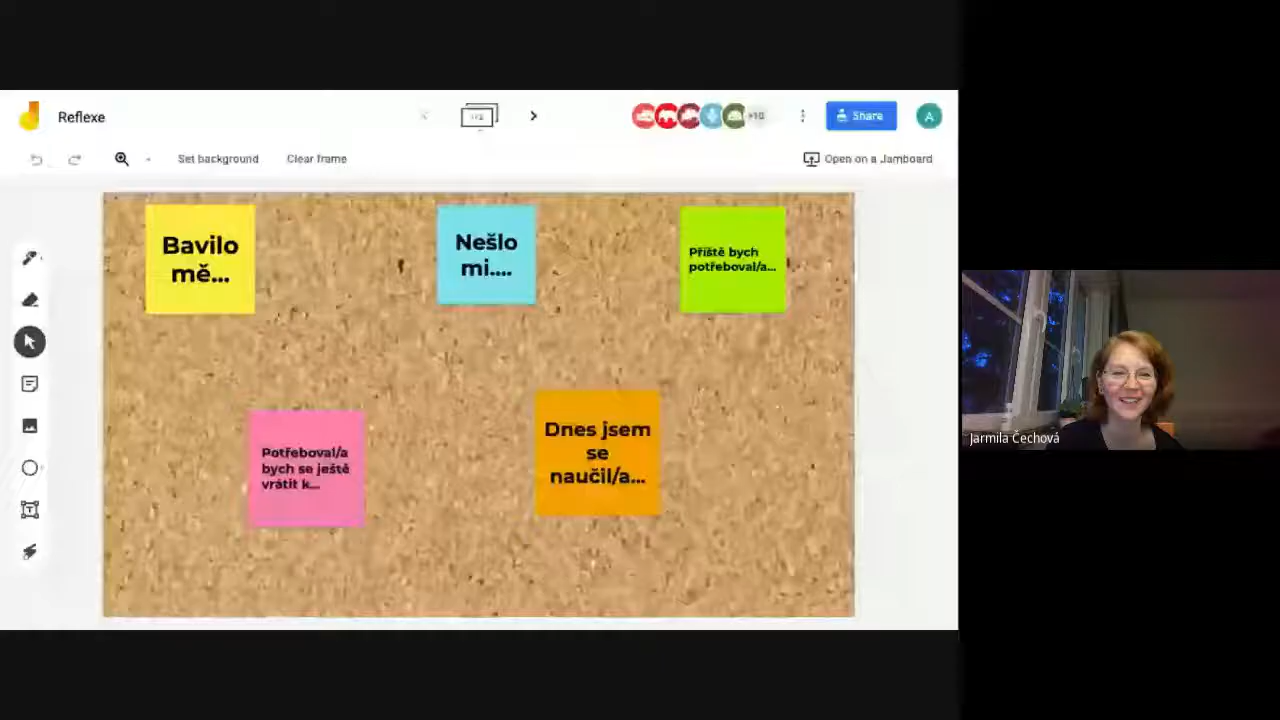 Reflexe
+10
Share
A
Set background
Clear frame
Open on a Jamboard
Bavilo
mě...
Nešlo
mi....
Příště bych
potřeboval/a...
Potřeboval/a
bych se ještě
vrátit k...
Dnes jsem
se
naučil/a...
Jarmila Čechová